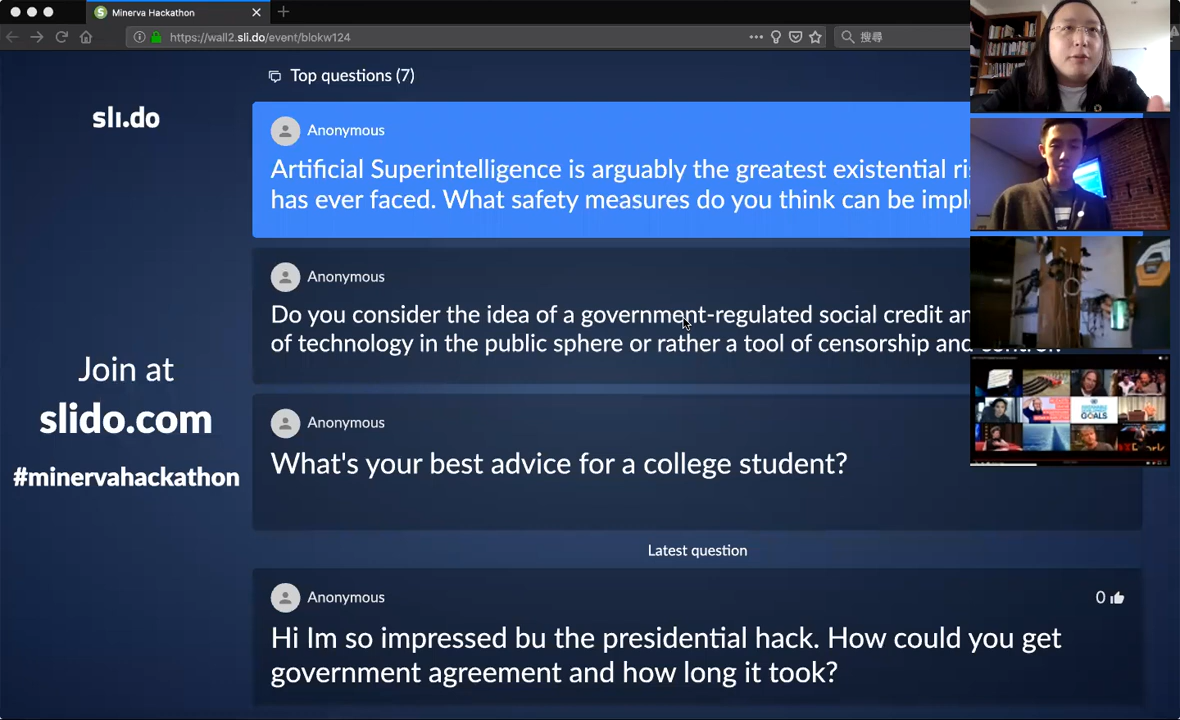 Minerva Hackathon
https://wall2.sli.do/event/blokw124
搜尋
Top questions (7)
sli.do
Anonymous
Artificial Superintelligence is arguably the greatest existential
has ever faced. What safety measures do you think can be
Anonymous
Do you consider the idea of a government-regulated social credit
of technology in the public sphere or rather a tool of censorship and control.
Join at
slido.com
#minervahackathon
Anonymous
What's your best advice for a college student?
GOALS
Latest question
Anonymous
0
Hi Im so impressed bu the presidential hack. How could you get
government agreement and how long it took?